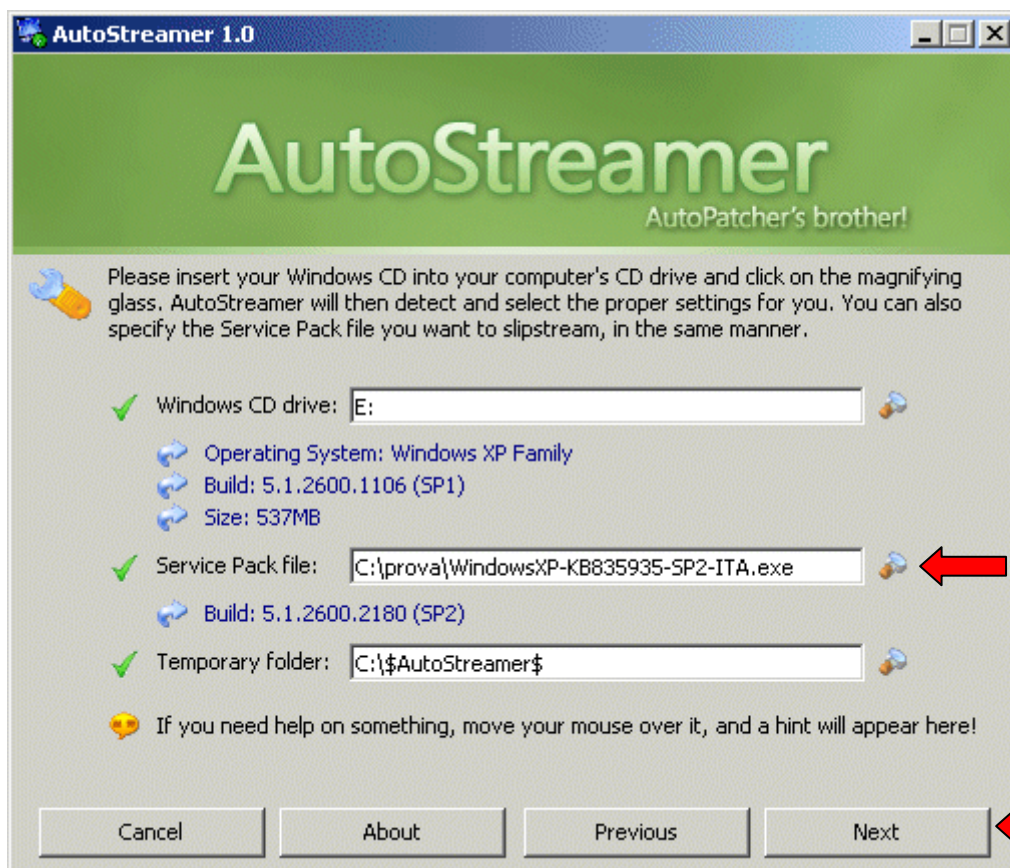 AutoStreamer 1.0
AutoStreamer
AutoPatcher's brother!
Please insert your Windows CD into your computer's CD drive and click on the magnifying
glass. AutoStreamer will then detect and select the proper settings for you. You can also
specify the Service Pack file you want to slipstream, in the same manner.
Windows CD drive: E:
Operating System: Windows XP Family
Build: 5.1.2600.1106 (SP1)
Size: 537MB
Service Pack file: C:\prova\WindowsXP-KB835935-SP2-ITA.exe
Build: 5.1.2600.2180 (SP2)
Temporary folder: C:\$AutoStreamer$
If you need help on something, move your mouse over it, and a hint will appear here!
Cancel About Previous Next